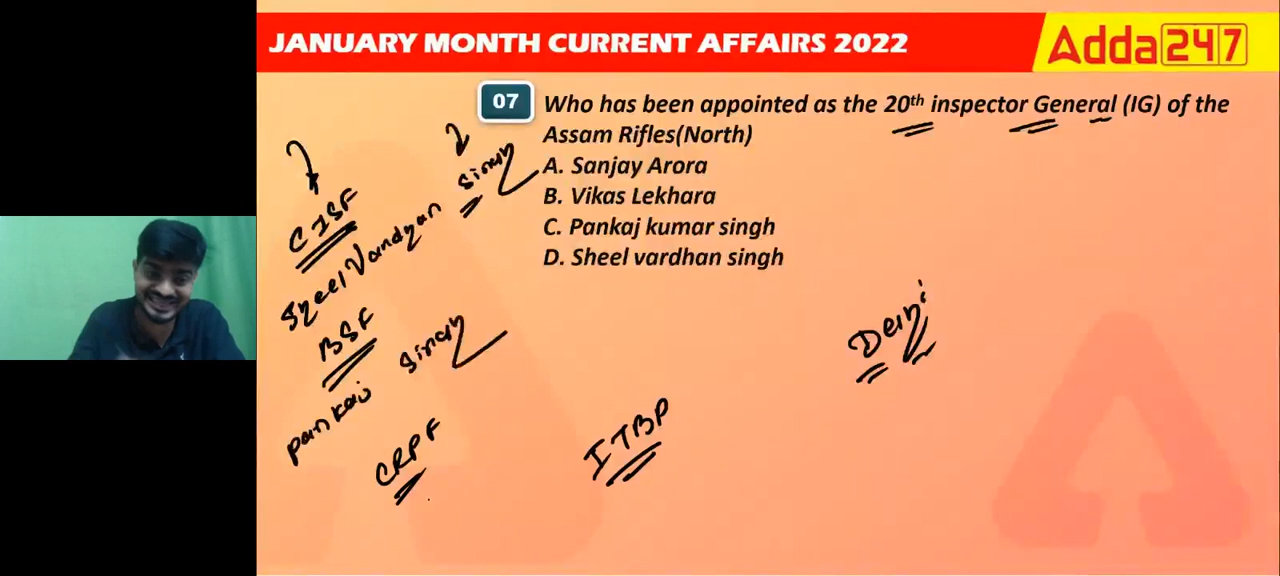 JANUARY MONTH CURRENT AFFAIRS 2022
Adda247
07
Who has been appointed as the 20th inspector General (IG) of the
Assam Rifles(North)
A. Sanjay Arora
B. Vikas Lekhara
C. Pankaj kumar singh
D. Sheel vardhan singh
CISF
Sheel Vardhan Singh
BSF
Pankaj Singh
CRPF
ITBP
Delhi